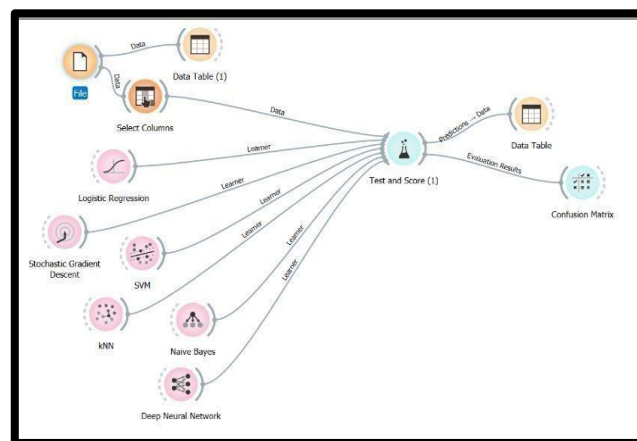 Data
Data Table (1)
File
Data
Select Columns
Data
Logistic Regression
Learner
Stochastic Gradient
Descent
Learner
SVM
Learner
kNN
Learner
Naive Bayes
Learner
Deep Neural Network
Learner
Test and Score (1)
Predictions → Data
Data Table
Evaluation Results
Confusion Matrix